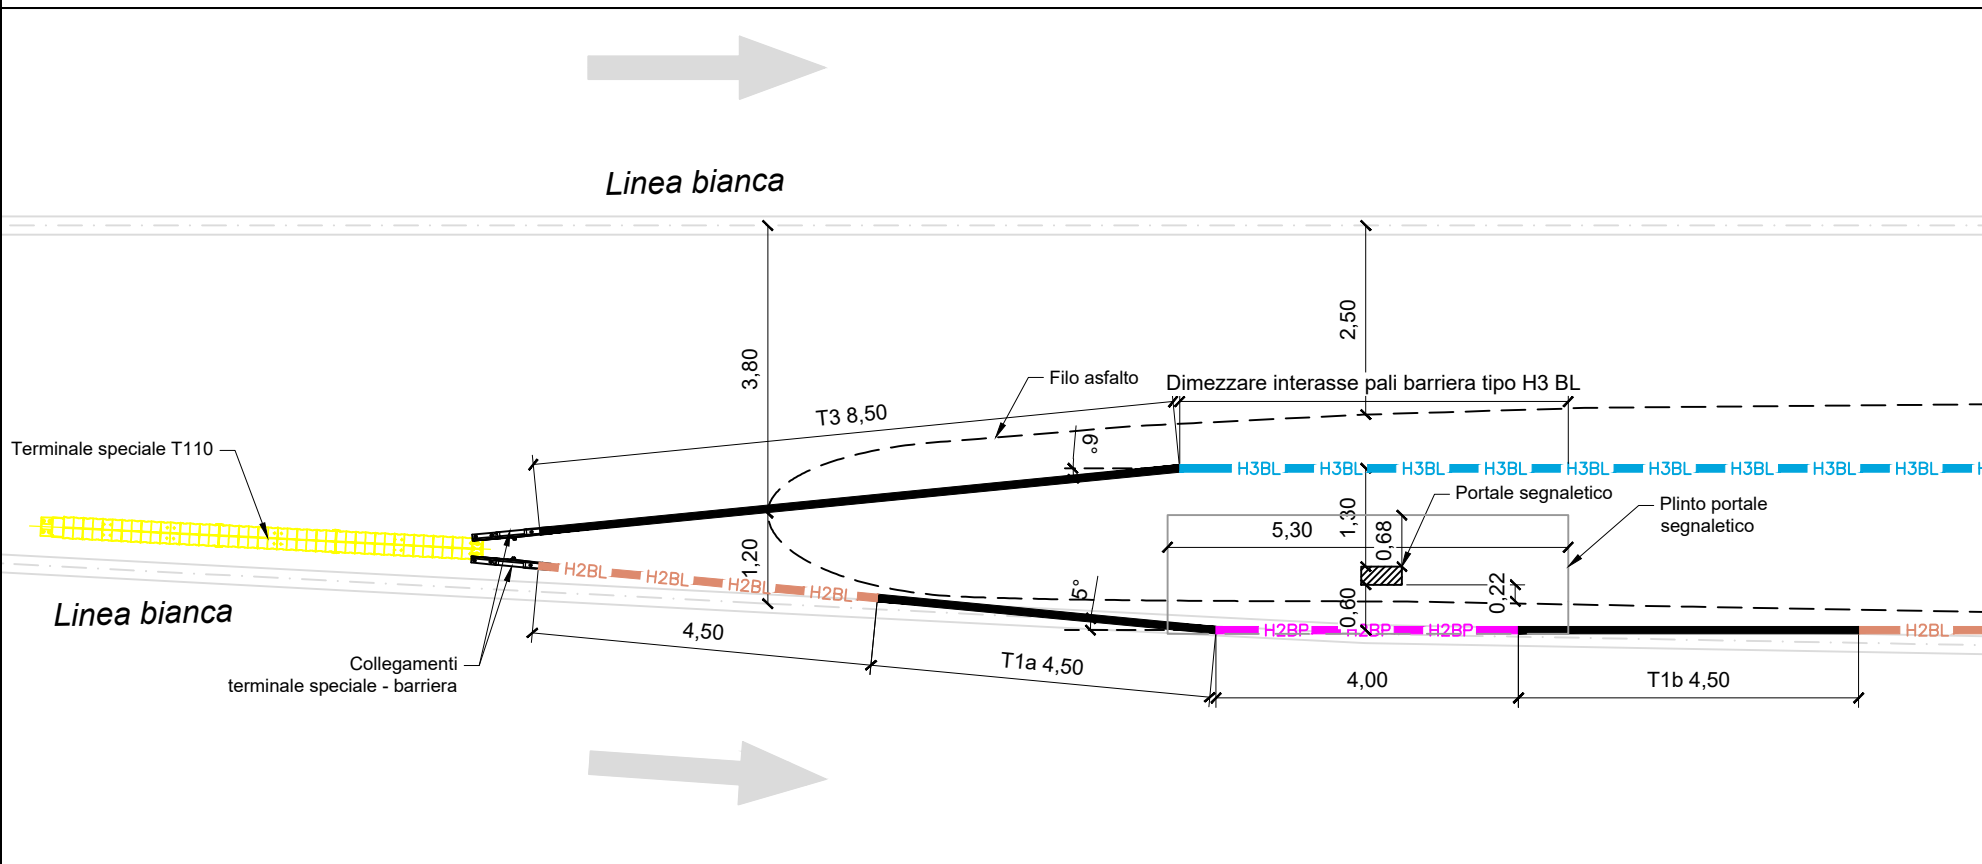 Linea bianca
2,50
3,80
Filo asfalto
Dimezzare interasse pali barriera tipo H3 BL
T3 8,50
Terminale speciale T110
6°
H3BL H3BL H3BL H3BL H3BL H3BL H3BL H3BL H3BL
Portale segnaletico
Plinto portale
segnaletico
5,30
1,30
0,68
1,20
H2BL H2BL H2BL H2BL
5°
0,60
0,22
Linea bianca
4,50
H2BP H2BP H2BP
H2BL
Collegamenti
terminale speciale - barriera
T1a 4,50
4,00
T1b 4,50